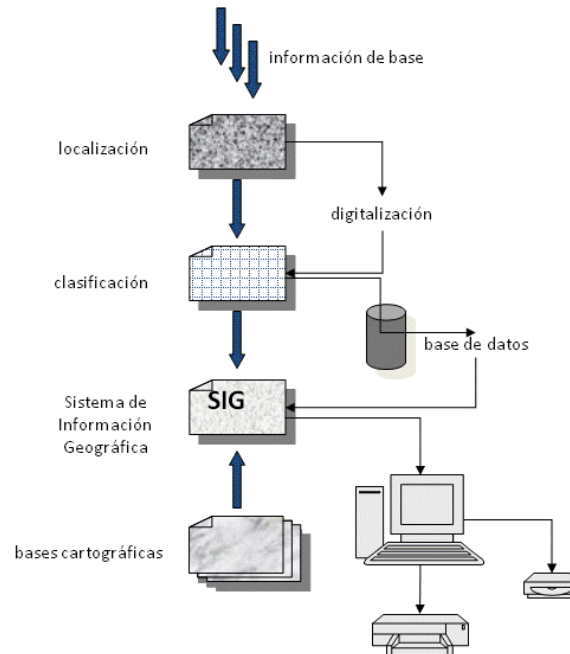 información de base
localización
digitalización
clasificación
base de datos
SIG
Sistema de
Información
Geográfica
bases cartográficas